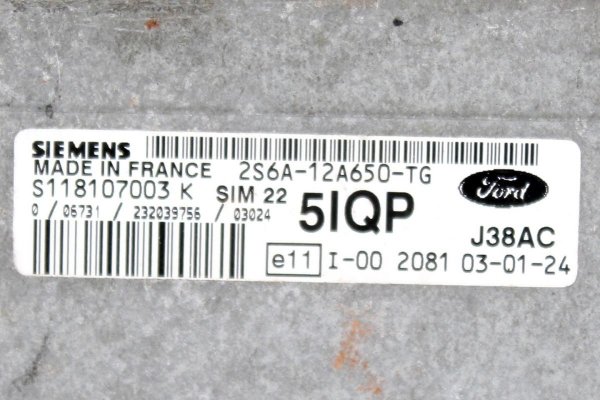 SIEMENS
MADE IN FRANCE 2S6A-12A650-TG
S118107003 K SIM 22 5IQP Ford
0 / 06731 / 232039756 / 03024 J38AC
e11 I-00 2081 03-01-24